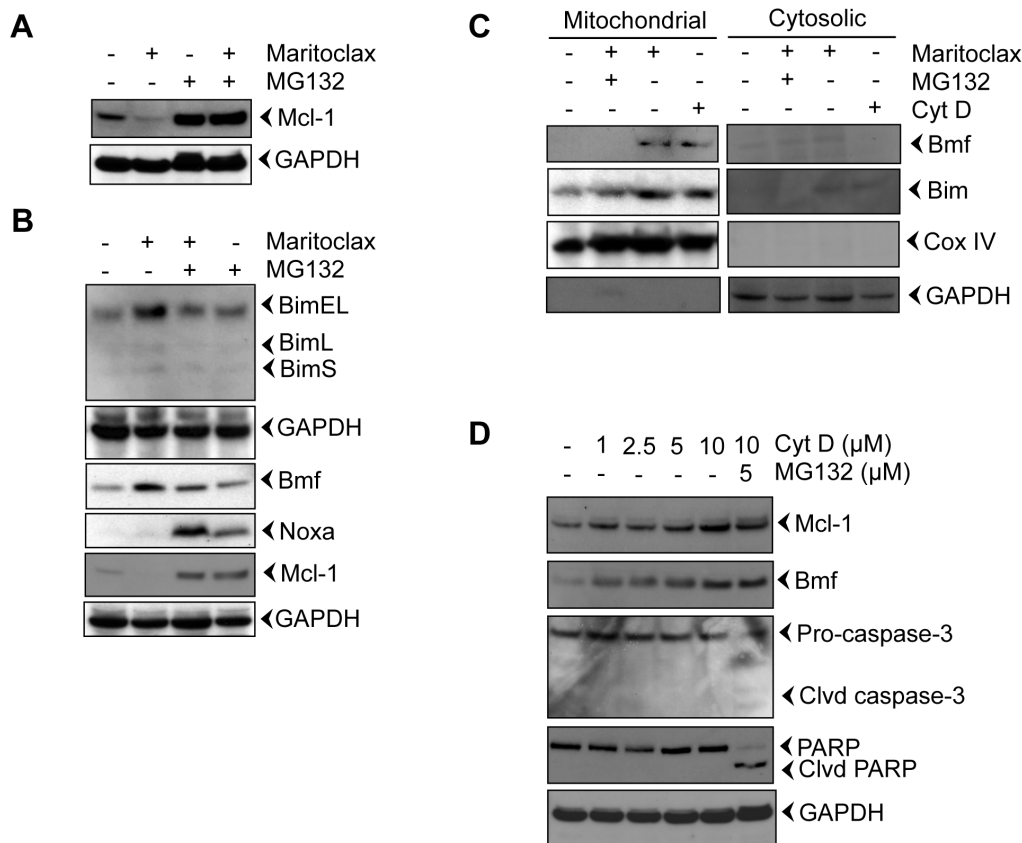 A
- + - + Maritoclax
- - + + MG132
Mcl-1
GAPDH
B
- + + - Maritoclax
- - + + MG132
BimEL
BimL
BimS
GAPDH
Bmf
Noxa
Mcl-1
GAPDH
C
Mitochondrial Cytosolic
- + + - - + + - Maritoclax
- + - - - + - - MG132
- - - + - - - + Cyt D
Bmf
Bim
Cox IV
GAPDH
D
- 1 2.5 5 10 10 Cyt D (µM)
- - - - - 5 MG132 (µM)
Mcl-1
Bmf
Pro-caspase-3
Clvd caspase-3
PARP
Clvd PARP
GAPDH